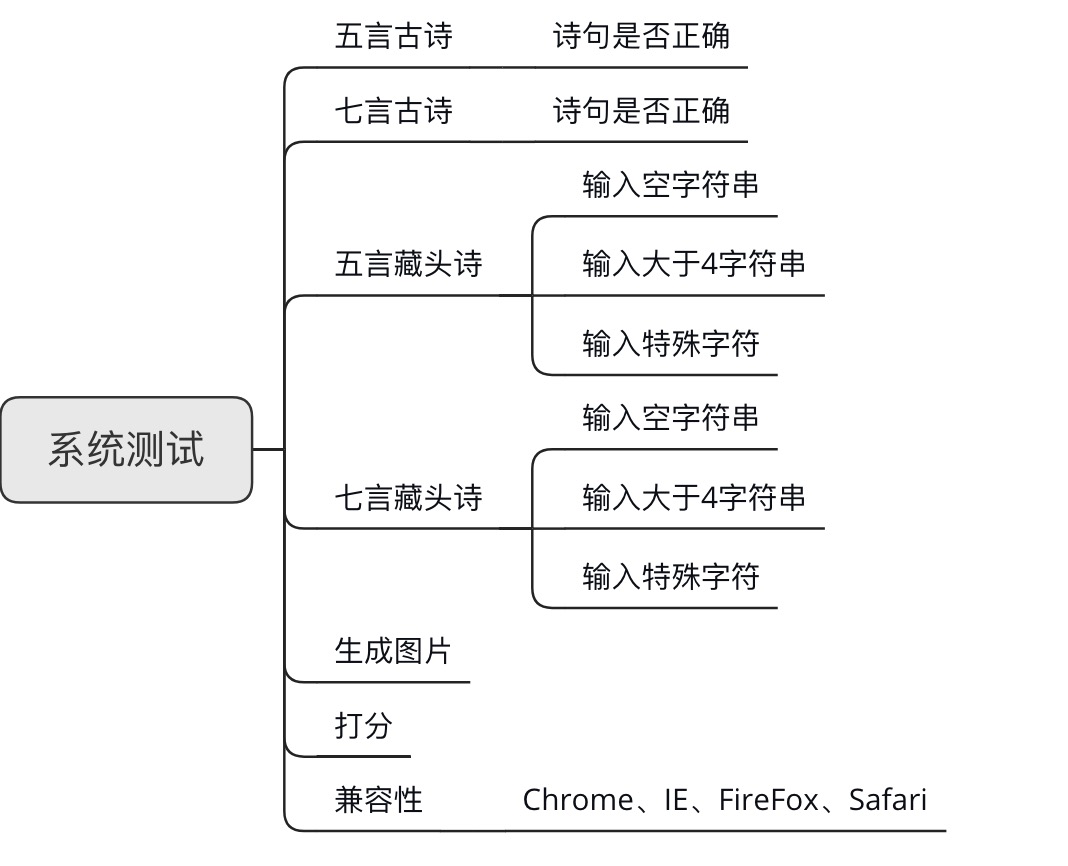 系统测试
五言古诗
诗句是否正确
七言古诗
诗句是否正确
五言藏头诗
输入空字符串
输入大于4字符串
输入特殊字符
七言藏头诗
输入空字符串
输入大于4字符串
输入特殊字符
生成图片
打分
兼容性
Chrome、IE、FireFox、Safari